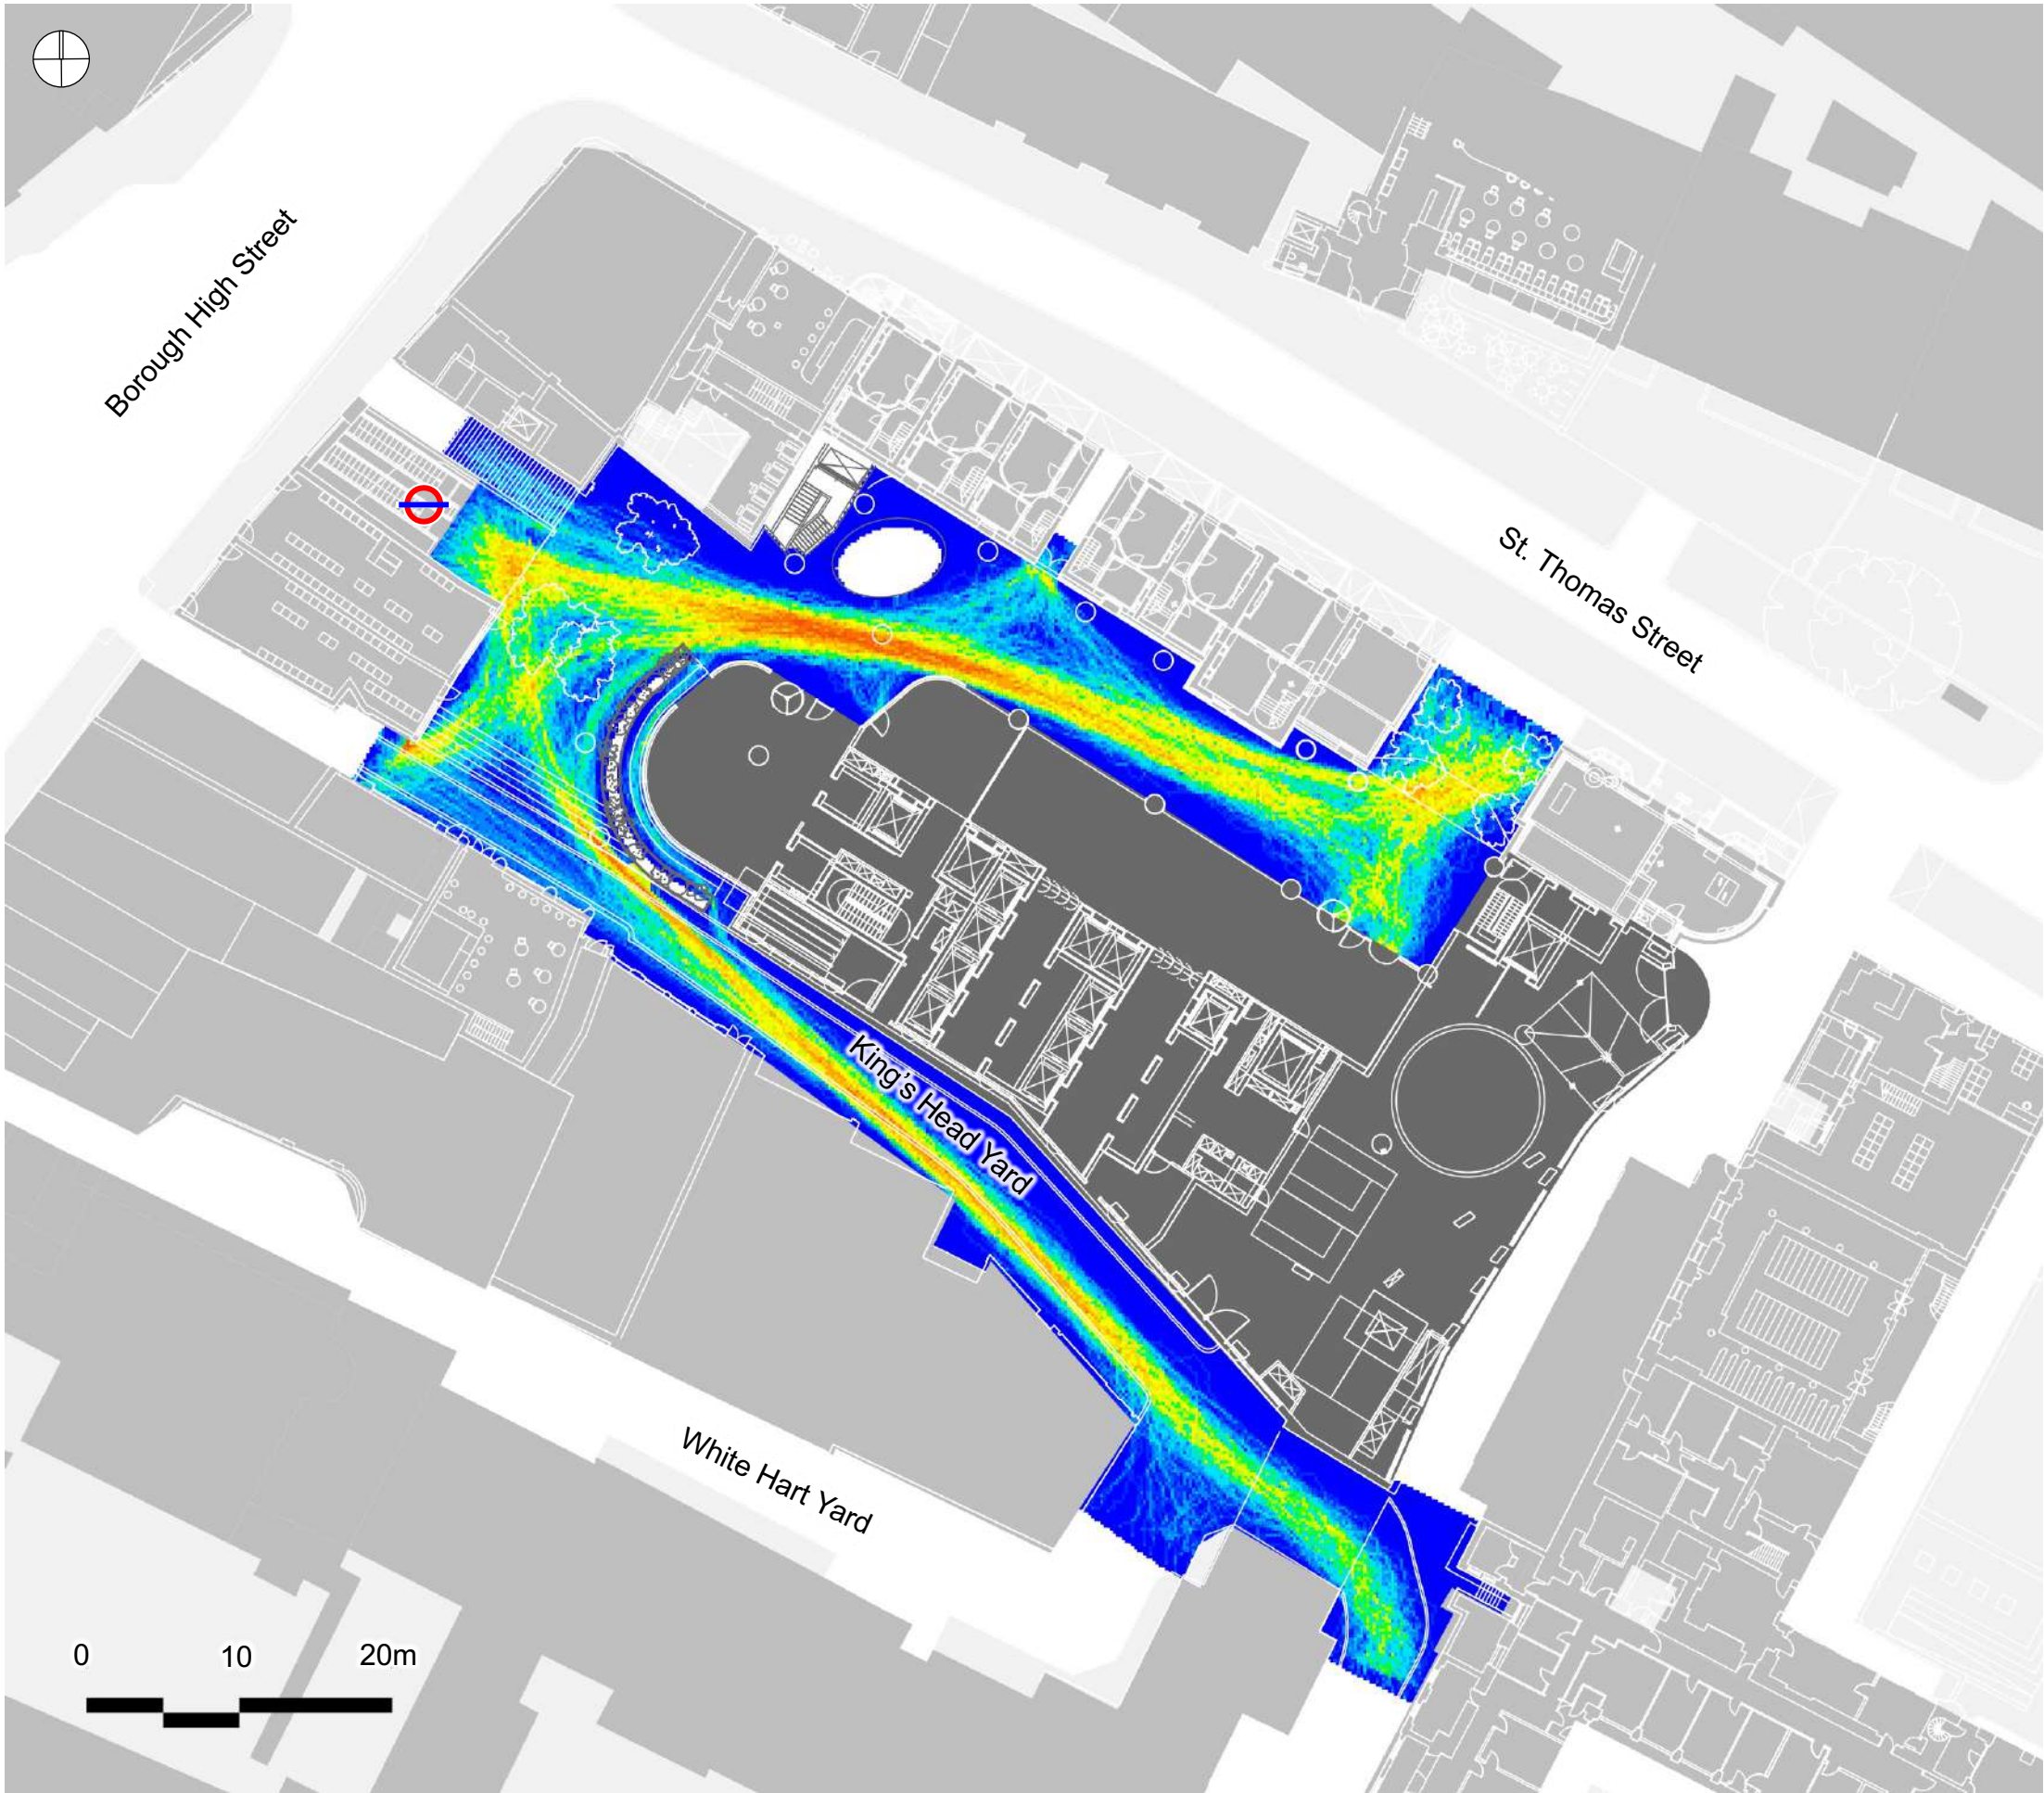 Borough High Street
St. Thomas Street
King's Head Yard
White Hart Yard
0 10 20m